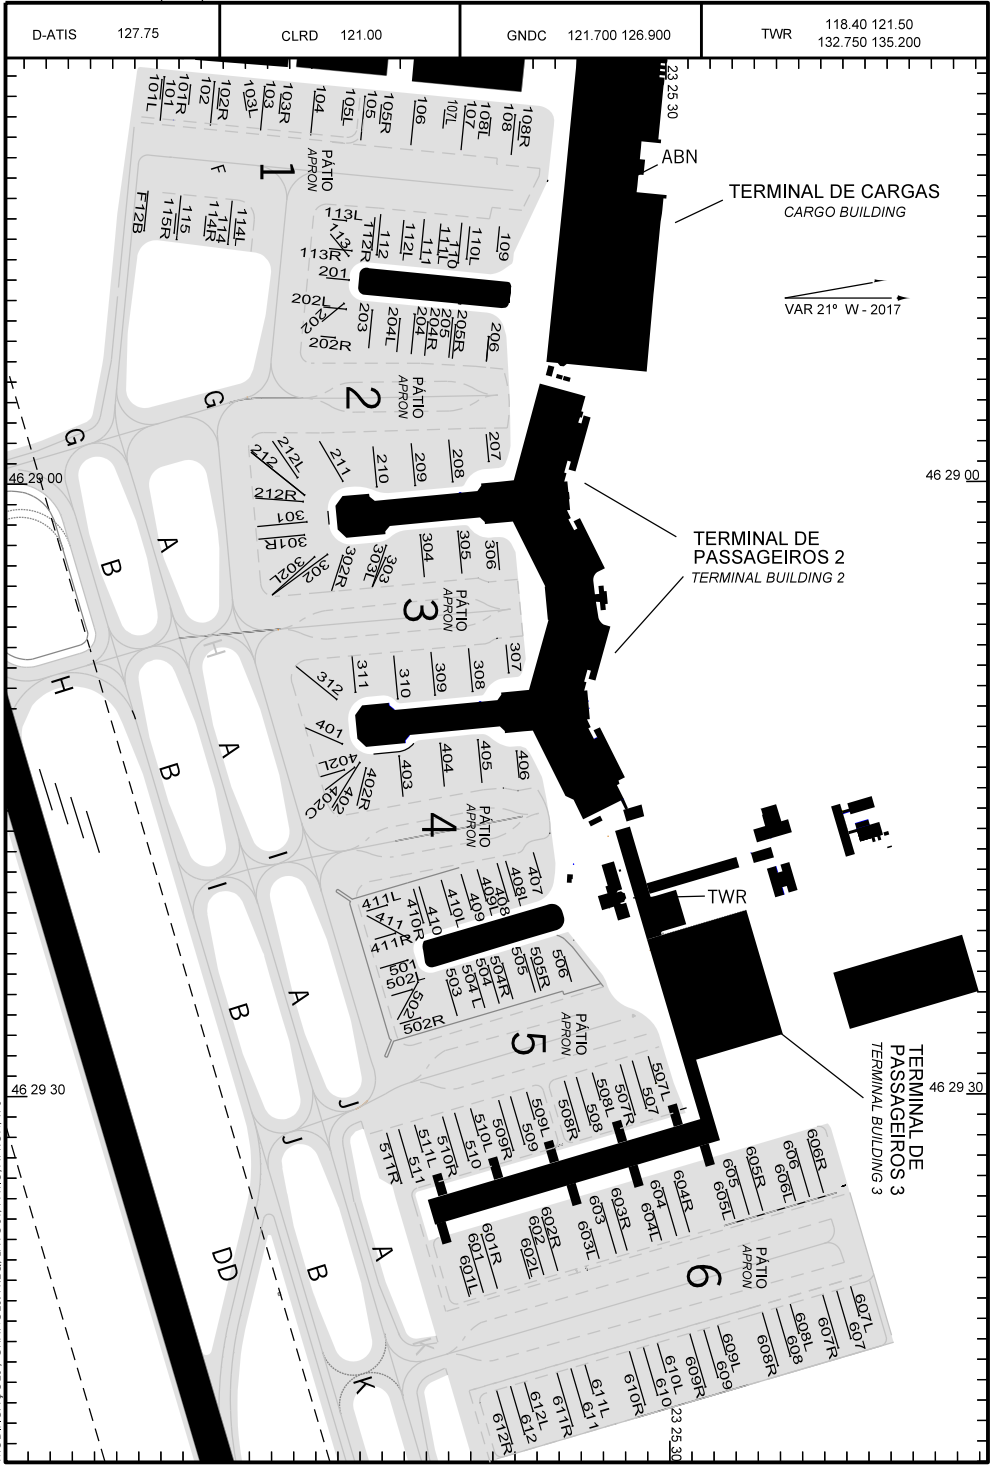 D-ATIS 127.75
CLRD 121.00
GNDC 121.700 126.900
TWR 118.40 121.50
132.750 135.200
23 25 30
101L
101
101R
102
102R
103L
103
103R
104
105L
105
105R
106
107L
107
108L
108
108R
ABN
TERMINAL DE CARGAS
CARGO BUILDING
F
1
PÁTIO
APRON
F12B
115R
115
114R
114
114L
113L
113
113R
112R
112
112L
111
111L
110
110L
109
VAR 21° W - 2017
201
202L
202
202R
203
204L
204
204R
205
205R
206
2
PÁTIO
APRON
G
G
212
212L
211
210
209
208
207
46 29 00
46 29 00
212R
301
301R
302L
302
302R
303L
303
304
305
306
TERMINAL DE
PASSAGEIROS 2
TERMINAL BUILDING 2
A
B
3
PÁTIO
APRON
H
H
312
311
310
309
308
307
401
402L
402C
402
402R
403
404
405
406
A
B
4
PÁTIO
APRON
I
I
411L
411
411R
410R
410
410L
409
409L
408
408L
407
TWR
501
502L
502
502R
503
504L
504
504R
505
505R
506
A
B
5
PÁTIO
APRON
TERMINAL DE
PASSAGEIROS 3
TERMINAL BUILDING 3
46 29 30
46 29 30
J
J
511R
511
511L
510R
510
510L
509R
509
509L
508R
508
508L
507R
507
507L
601L
601
601R
602L
602
602R
603L
603
603R
604L
604
604R
605L
605
605R
606L
606
606R
A
B
DD
6
PÁTIO
APRON
K
K
612R
612
612L
611R
611
611L
610R
610
610L
609R
609
609L
608R
608
608L
607R
607
607L
23 25 30